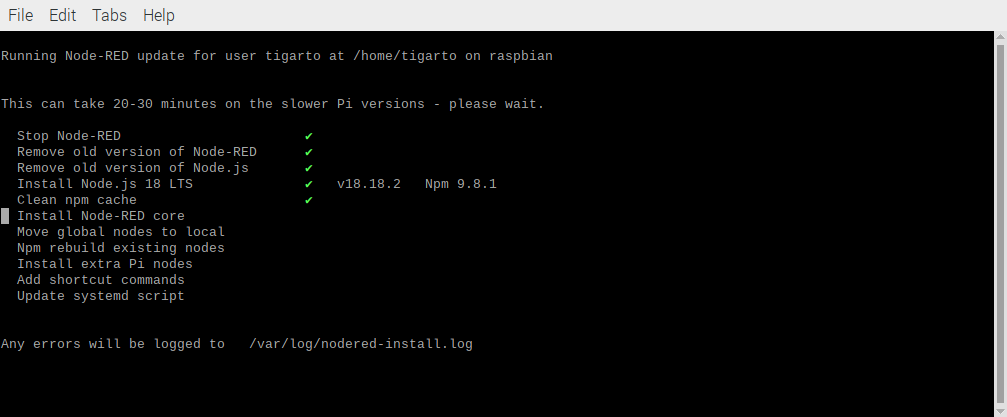 File Edit Tabs Help
Running Node-RED update for user tigarto at /home/tigarto on raspbian
This can take 20-30 minutes on the slower Pi versions - please wait.
Stop Node-RED ✔
Remove old version of Node-RED ✔
Remove old version of Node.js ✔
Install Node.js 18 LTS ✔ v18.18.2 Npm 9.8.1
Clean npm cache ✔
Install Node-RED core
Move global nodes to local
Npm rebuild existing nodes
Install extra Pi nodes
Add shortcut commands
Update systemd script
Any errors will be logged to /var/log/nodered-install.log